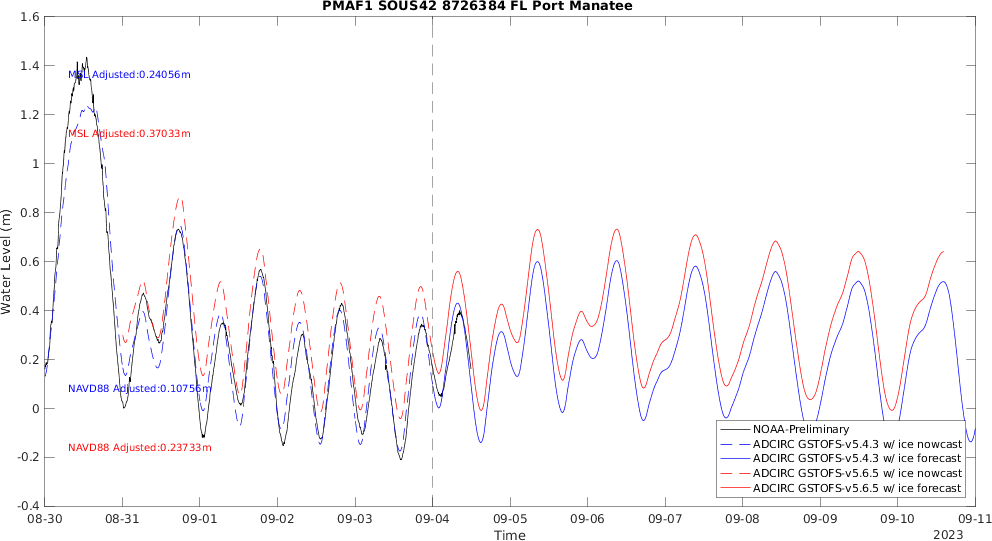 PMAF1 SOUS42 8726384 FL Port Manatee
1.6
1.4
1.2
1
0.8
0.6
0.4
0.2
0
-0.2
-0.4
Water Level (m)
MSL Adjusted:0.24056m
MSL Adjusted:0.37033m
NAVD88 Adjusted:0.10756m
NAVD88 Adjusted:0.23733m
NOAA-Preliminary
ADCIRC GSTOFS-v5.4.3 w/ ice nowcast
ADCIRC GSTOFS-v5.4.3 w/ ice forecast
ADCIRC GSTOFS-v5.6.5 w/ ice nowcast
ADCIRC GSTOFS-v5.6.5 w/ ice forecast
08-30 08-31 09-01 09-02 09-03 09-04 09-05 09-06 09-07 09-08 09-09 09-10 09-11
Time
2023